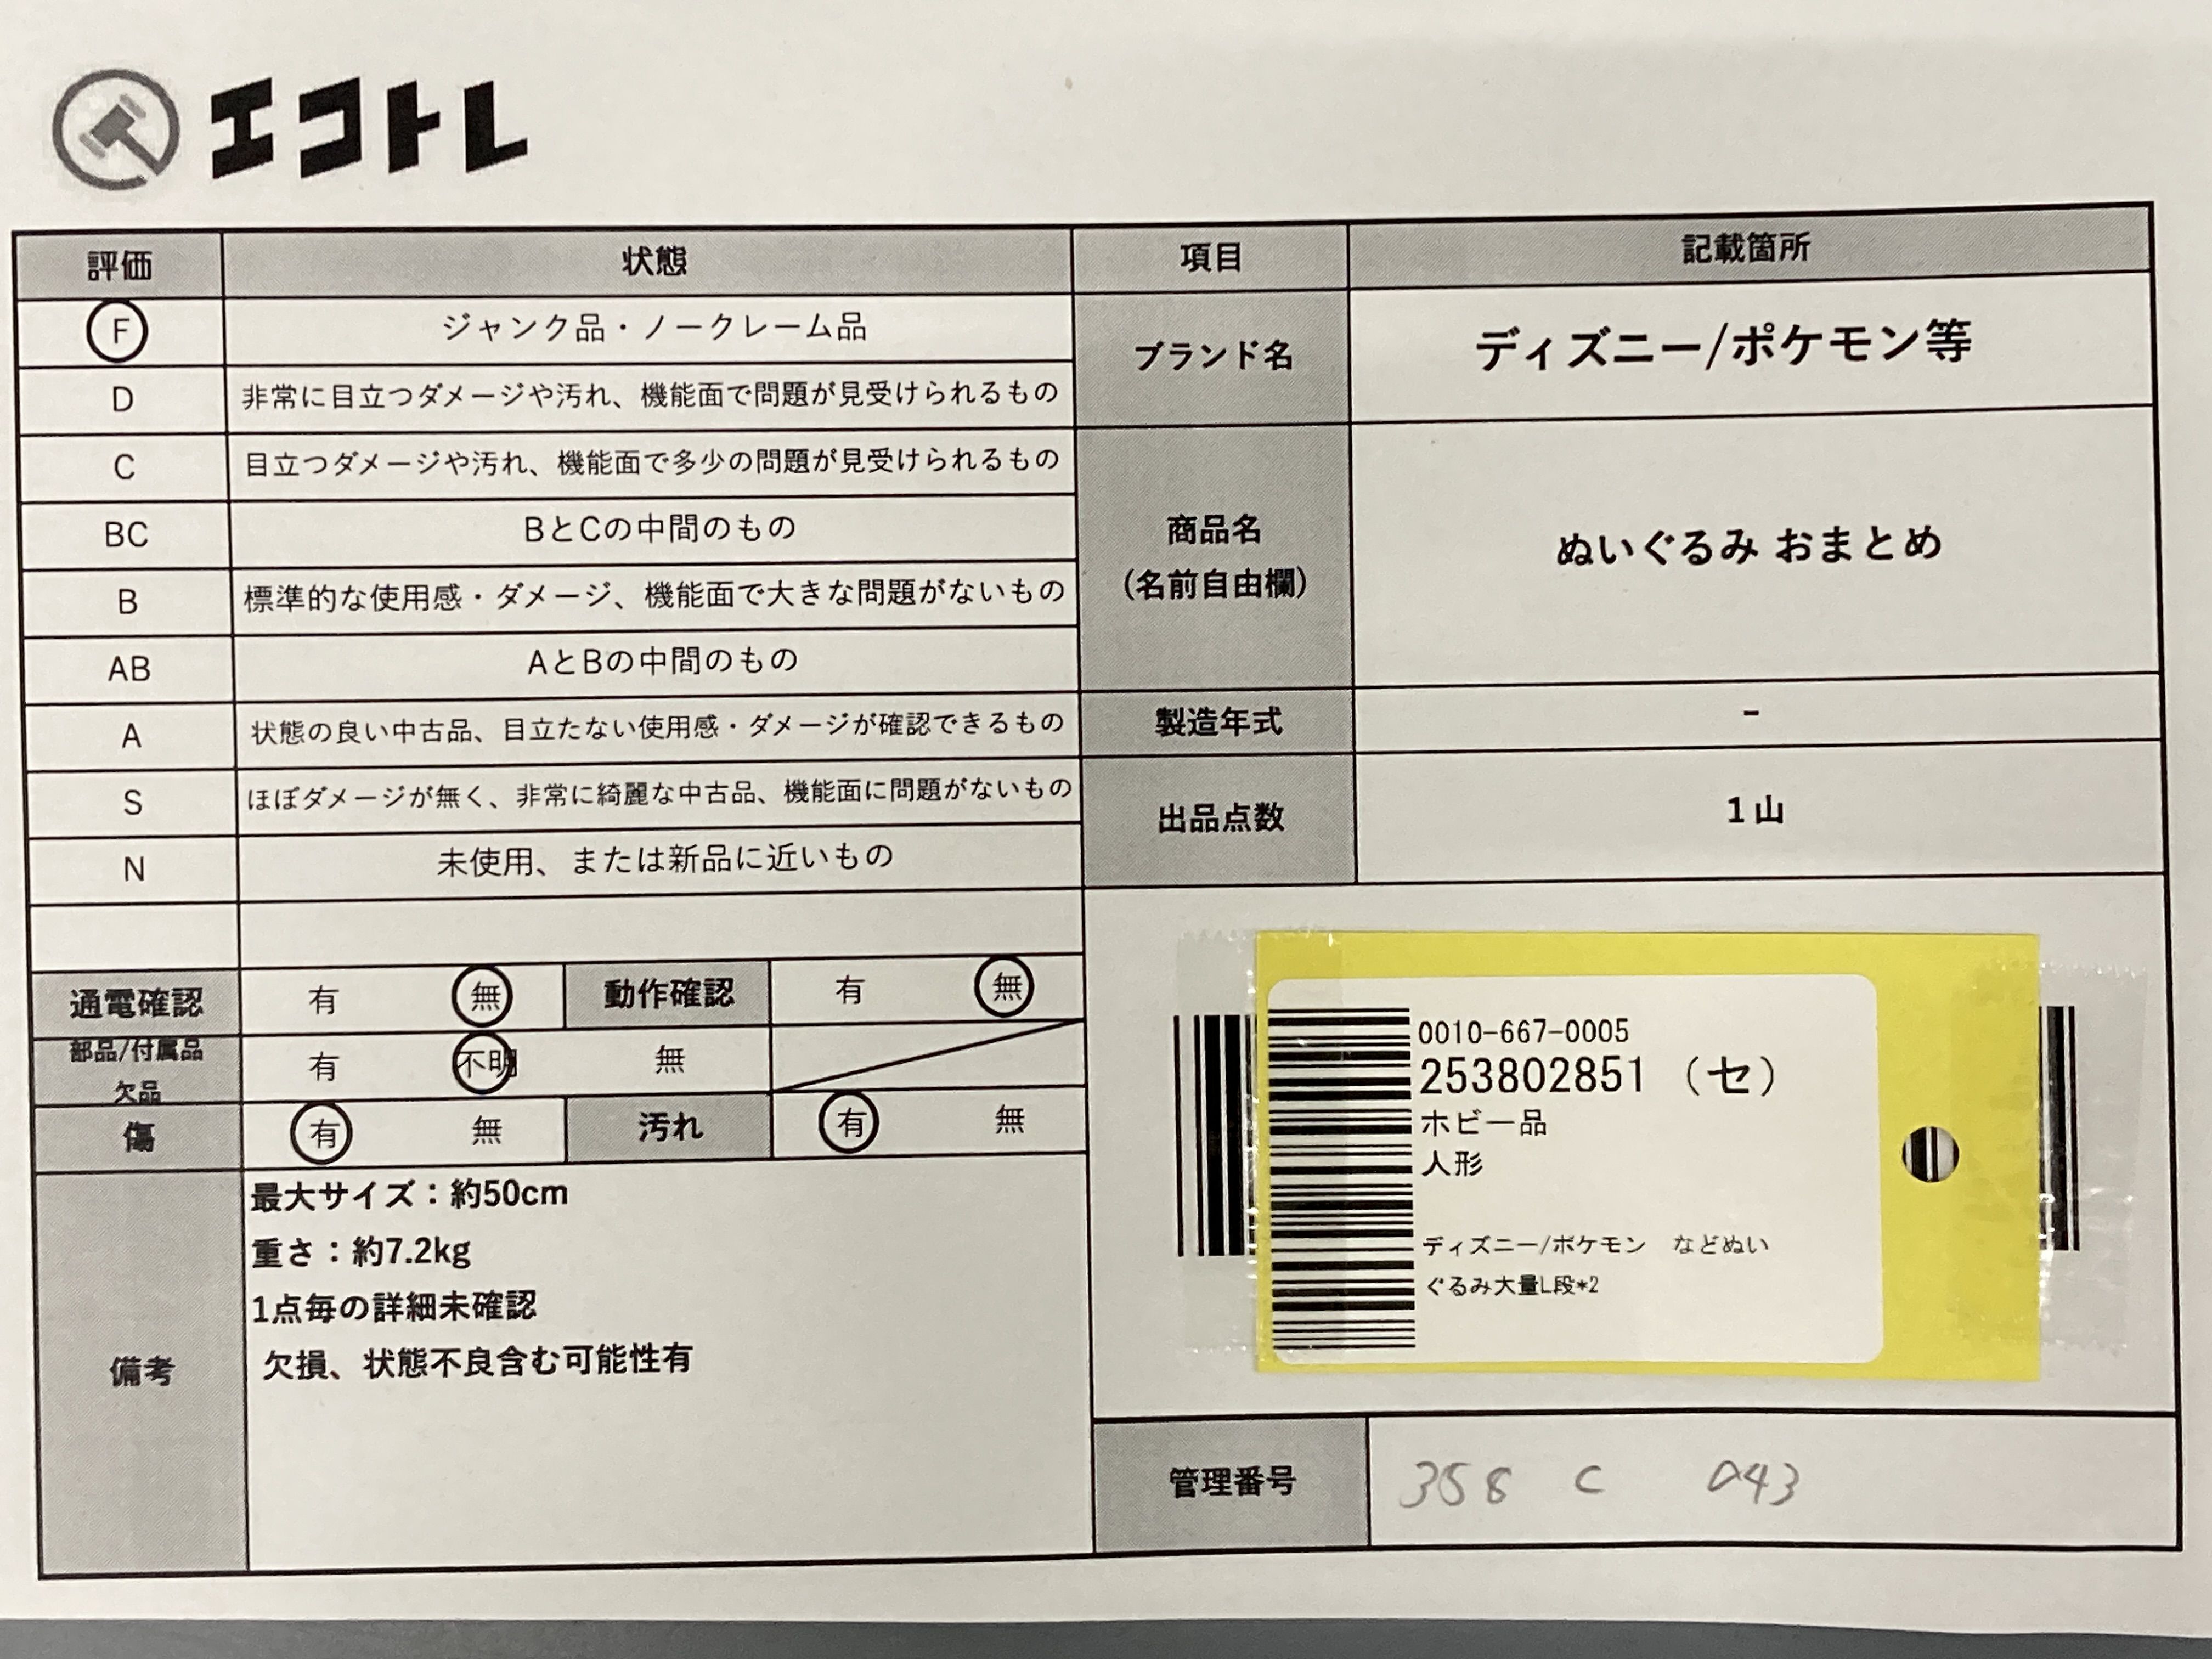 エコトレ
評価 状態 項目 記載箇所
F ジャンク品・ノークレーム品
D 非常に目立つダメージや汚れ、機能面で問題が見受けられるもの
ブランド名 ディズニー/ポケモン等
C 目立つダメージや汚れ、機能面で多少の問題が見受けられるもの
BC BとCの中間のもの
B 標準的な使用感・ダメージ、機能面で大きな問題がないもの
AB AとBの中間のもの
商品名
(名前自由欄)
ぬいぐるみ おまとめ
A 状態の良い中古品、目立たない使用感・ダメージが確認できるもの
製造年式 -
S ほぼダメージが無く、非常に綺麗な中古品、機能面に問題がないもの
N 未使用、または新品に近いもの
出品点数 1山
通電確認 有 無 動作確認 有 無
部品/付属品
欠品
有 不明 無
傷 有 無 汚れ 有 無
備考
最大サイズ：約50cm
重さ：約7.2kg
1点毎の詳細未確認
欠損、状態不良含む可能性有
0010-667-0005
253802851 （セ）
ホビー品
人形
ディズニー/ポケモン などぬい
ぐるみ大量L段*2
管理番号 358 C 043